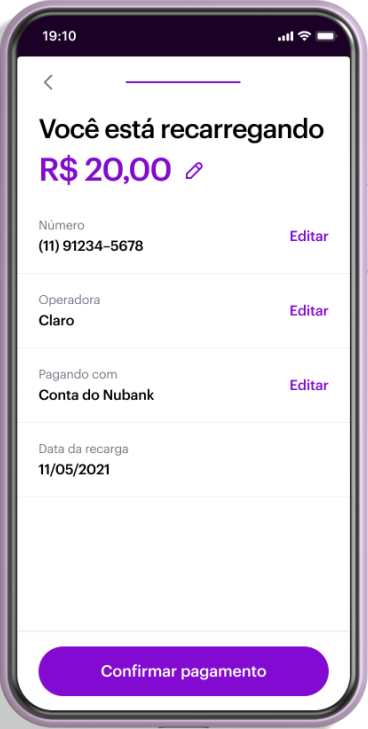 19:10
Você está recarregando
R$ 20,00
Número
(11) 91234–5678
Editar
Operadora
Claro
Editar
Pagando com
Conta do Nubank
Editar
Data da recarga
11/05/2021
Confirmar pagamento